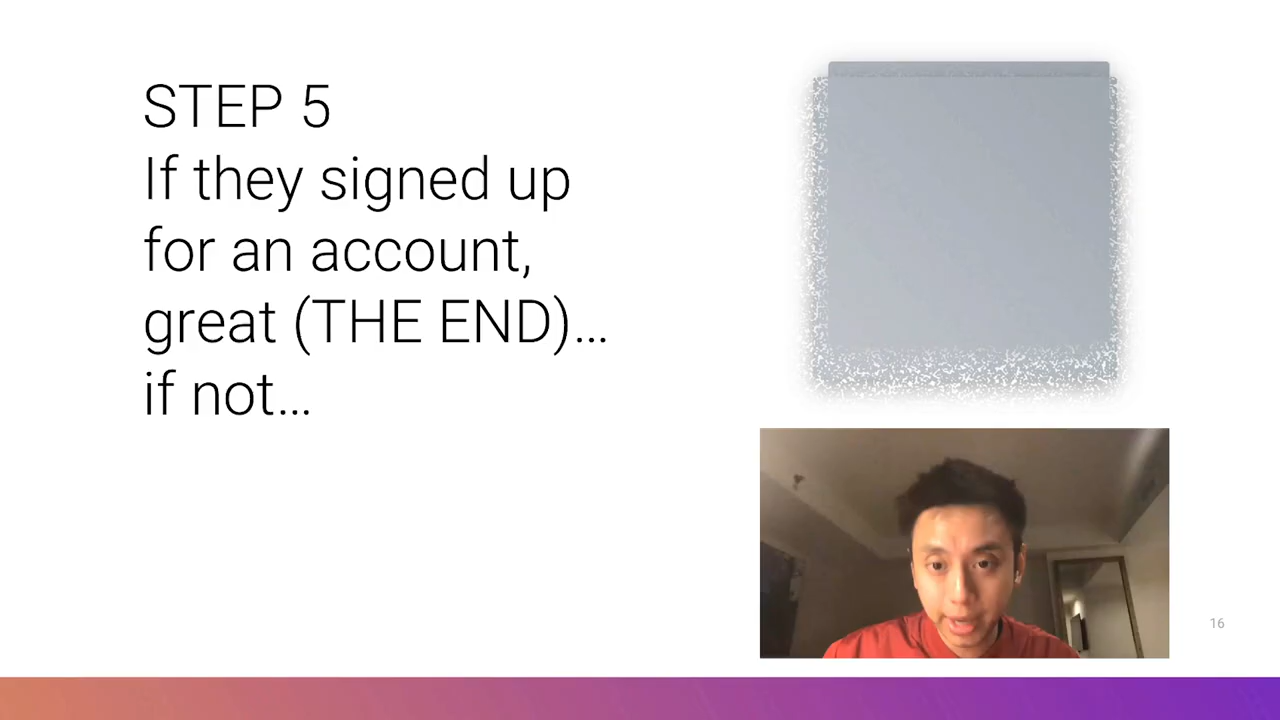 STEP 5
If they signed up
for an account,
great (THE END)…
if not…
16